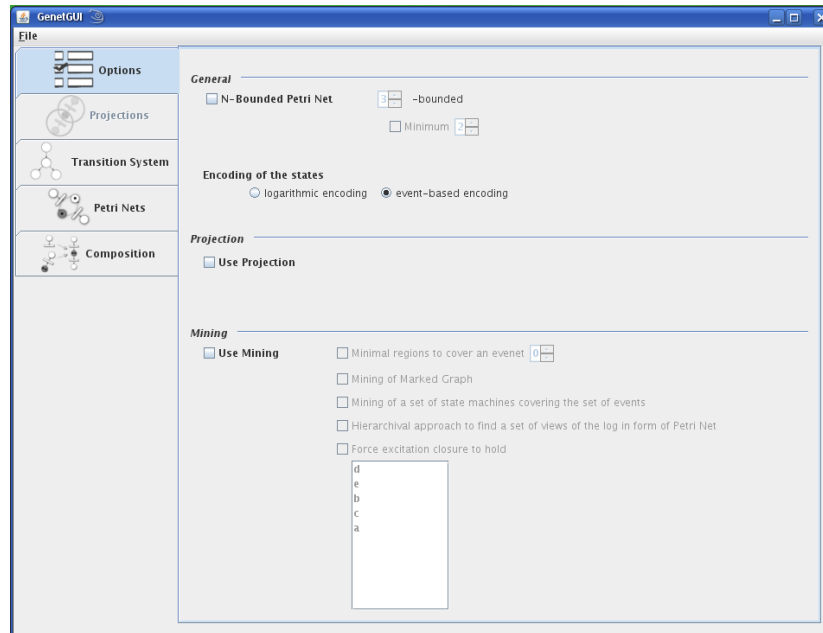 GenetGUI
File
Options
Projections
Transition System
Petri Nets
Composition
General
N-Bounded Petri Net 3 -bounded
Minimum 2
Encoding of the states
logarithmic encoding event-based encoding
Projection
Use Projection
Mining
Use Mining Minimal regions to cover an evenet 0
Mining of Marked Graph
Mining of a set of state machines covering the set of events
Hierarchival approach to find a set of views of the log in form of Petri Net
Force excitation closure to hold
d
e
b
c
a